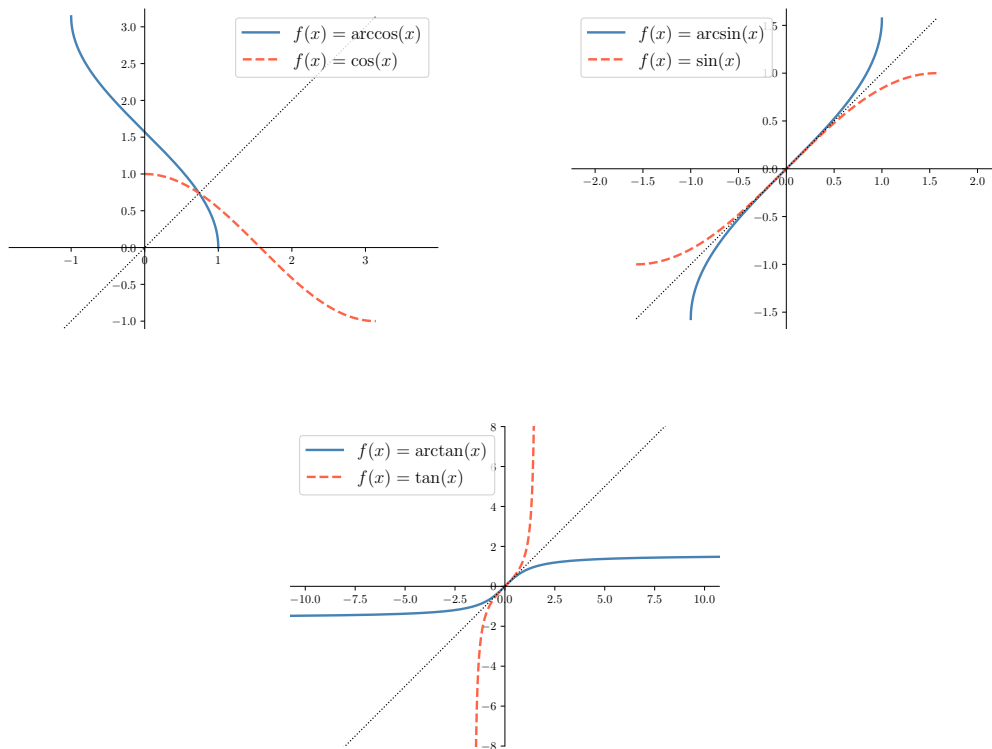 f(x) = arccos(x)
f(x) = cos(x)
3.0
2.5
2.0
1.5
1.0
0.5
0.0
−0.5
−1.0
−1 0 1 2 3
f(x) = arcsin(x)
f(x) = sin(x)
1.5
1.0
0.5
0.0
−0.5
−1.0
−1.5
−2.0 −1.5 −1.0 −0.5 0.0 0.5 1.0 1.5 2.0
f(x) = arctan(x)
f(x) = tan(x)
8
6
4
2
0
−2
−4
−6
−8
−10.0 −7.5 −5.0 −2.5 0.0 2.5 5.0 7.5 10.0